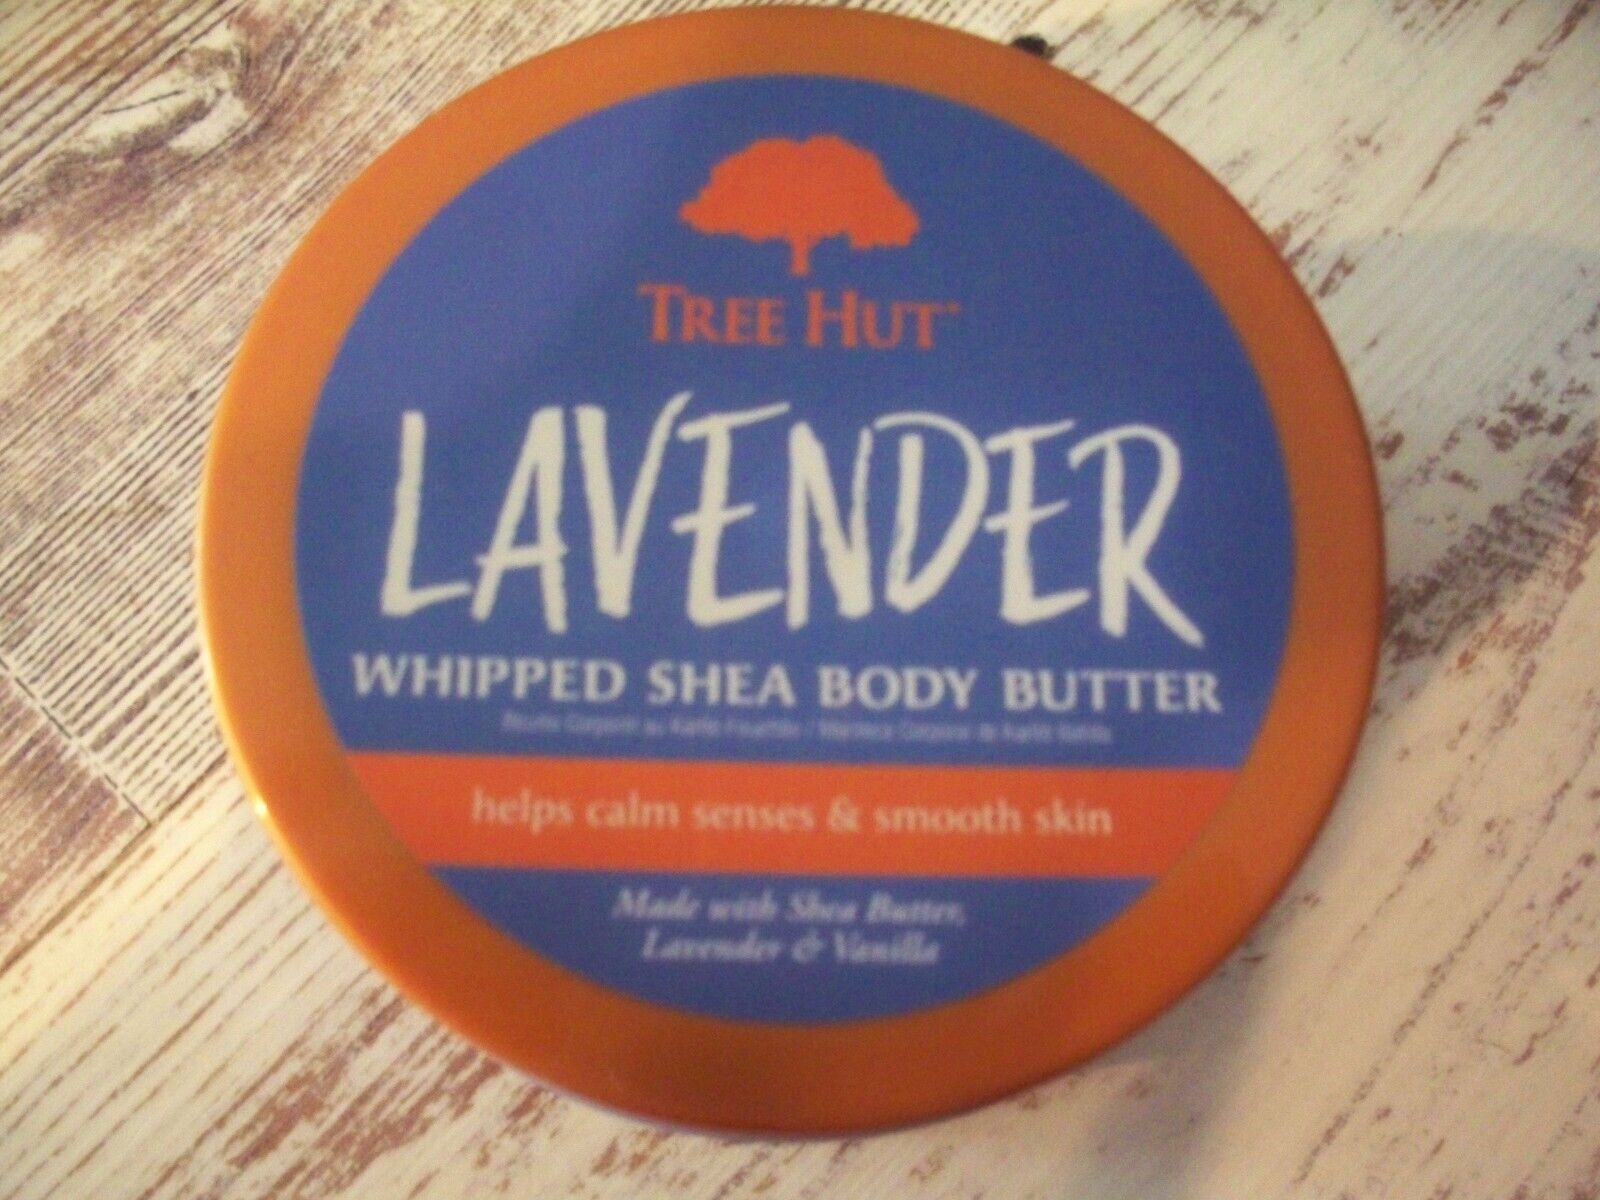 TREE HUT
LAVENDER
WHIPPED SHEA BODY BUTTER
helps calm senses & smooth skin
Made with Shea Butter,
Lavender & Vanilla